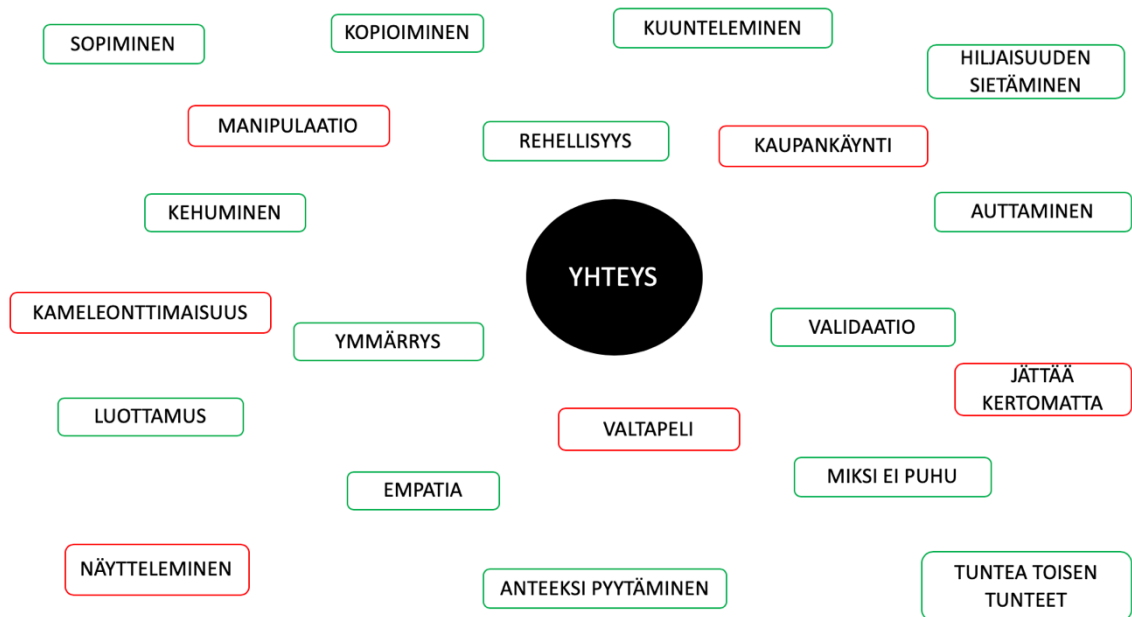 SOPIMINEN
KOPIOIMINEN
KUUNTELEMINEN
HILJAISUUDEN
SIETÄMINEN
MANIPULAATIO
REHELLISYYS
KAUPANKÄYNTI
KEHUMINEN
AUTTAMINEN
YHTEYS
KAMELEONTTIMAISUUS
YMMÄRRYS
VALIDAATIO
JÄTTÄÄ
KERTOMATTA
LUOTTAMUS
VALTAPELI
EMPATIA
MIKSI EI PUHU
NÄYTTELEMINEN
ANTEEKSI PYYTÄMINEN
TUNTEA TOISEN
TUNTEET